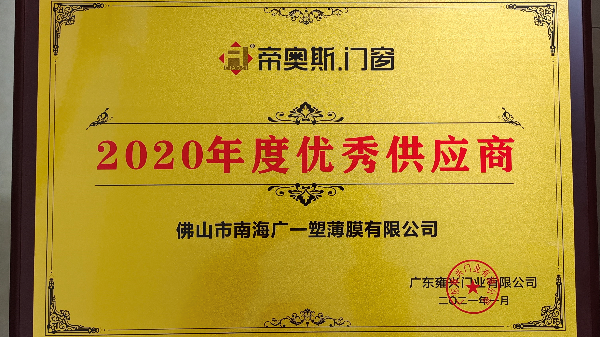 帝奥斯.门窗
2020年度优秀供应商
佛山市南海广一塑薄膜有限公司
广东雍兴门业有限公司
二〇二一年一月